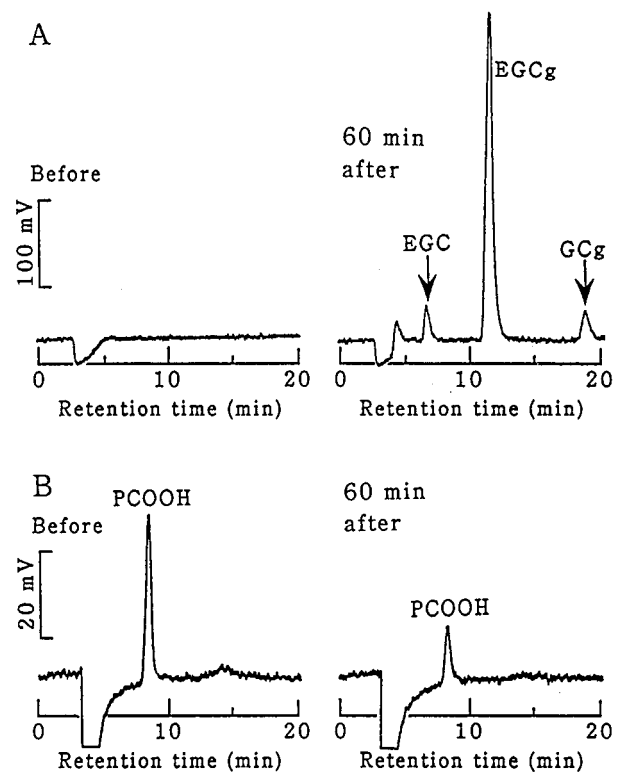 A
Before
100 mV
0 10 20
Retention time (min)
60 min
after
EGC
EGCg
GCg
0 10 20
Retention time (min)
B
Before
20 mV
PCOOH
0 10 20
Retention time (min)
60 min
after
PCOOH
0 10 20
Retention time (min)